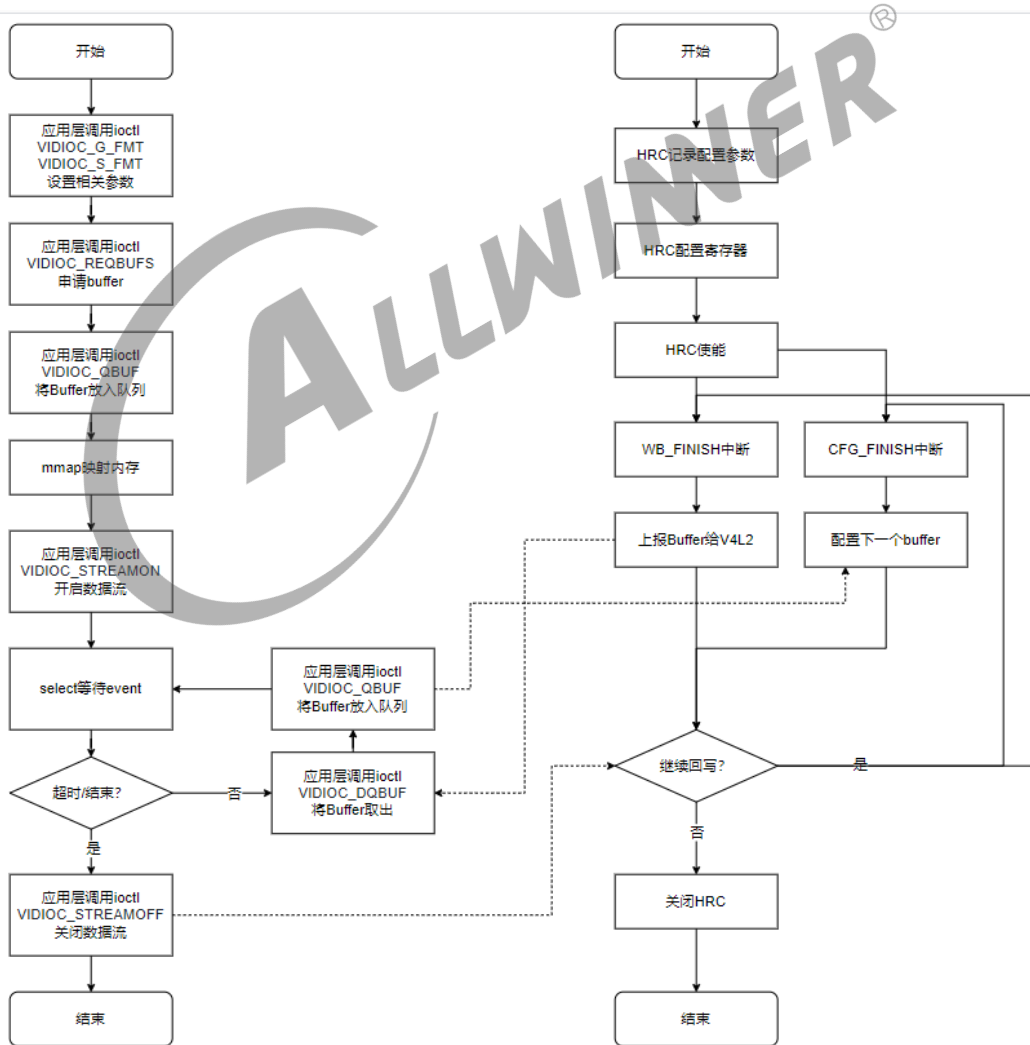 开始
应用层调用ioctl
VIDIOC_G_FMT
VIDIOC_S_FMT
设置相关参数
应用层调用ioctl
VIDIOC_REQBUFS
申请buffer
应用层调用ioctl
VIDIOC_QBUF
将Buffer放入队列
mmap映射内存
应用层调用ioctl
VIDIOC_STREAMON
开启数据流
select等待event
超时/结束?
否
是
应用层调用ioctl
VIDIOC_QBUF
将Buffer放入队列
应用层调用ioctl
VIDIOC_DQBUF
将Buffer取出
应用层调用ioctl
VIDIOC_STREAMOFF
关闭数据流
结束
开始
HRC记录配置参数
HRC配置寄存器
HRC使能
WB_FINISH中断
CFG_FINISH中断
上报Buffer给V4L2
配置下一个buffer
继续回写?
是
否
关闭HRC
结束
ALLWINNER®